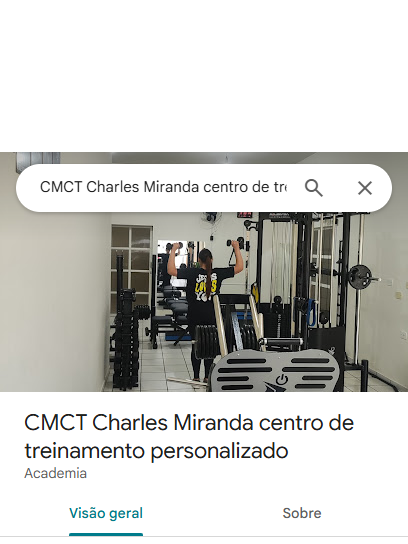 CMCT Charles Miranda centro de tre
CMCT Charles Miranda centro de
treinamento personalizado
Academia
Visão geral
Sobre